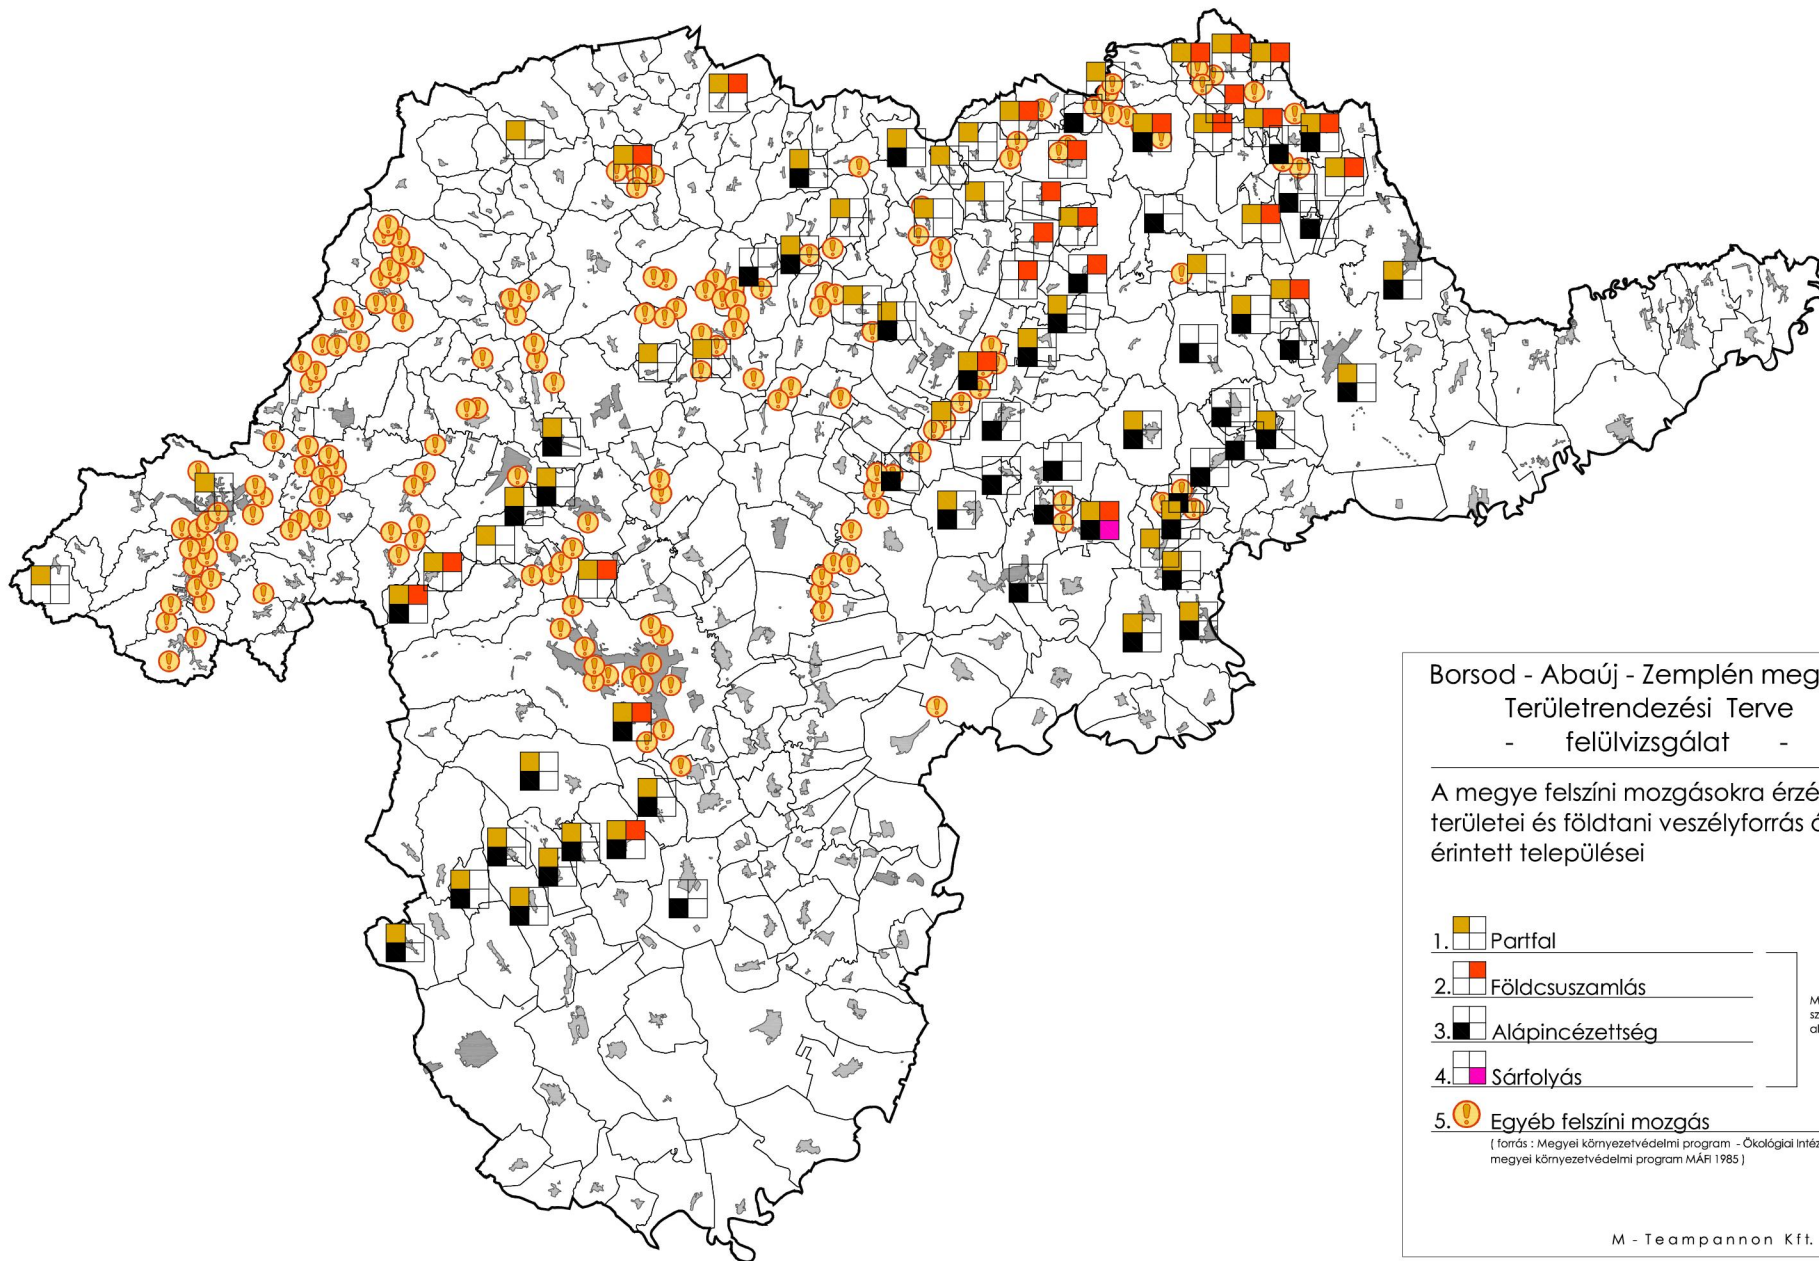 Borsod - Abaúj - Zemplén meg
Területrendezési Terve
- felülvizsgálat -
A megye felszíni mozgásokra érzé
területei és földtani veszélyforrás á
érintett települései
1. Partfal
2. Földcsuszamlás
3. Alápincézettség
4. Sárfolyás
M
sz
al
5. Egyéb felszíni mozgás
( forrás : Megyei környezetvédelmi program - Ökológiai Intéz
megyei környezetvédelmi program MÁFI 1985 )
M - Teampannon Kft.